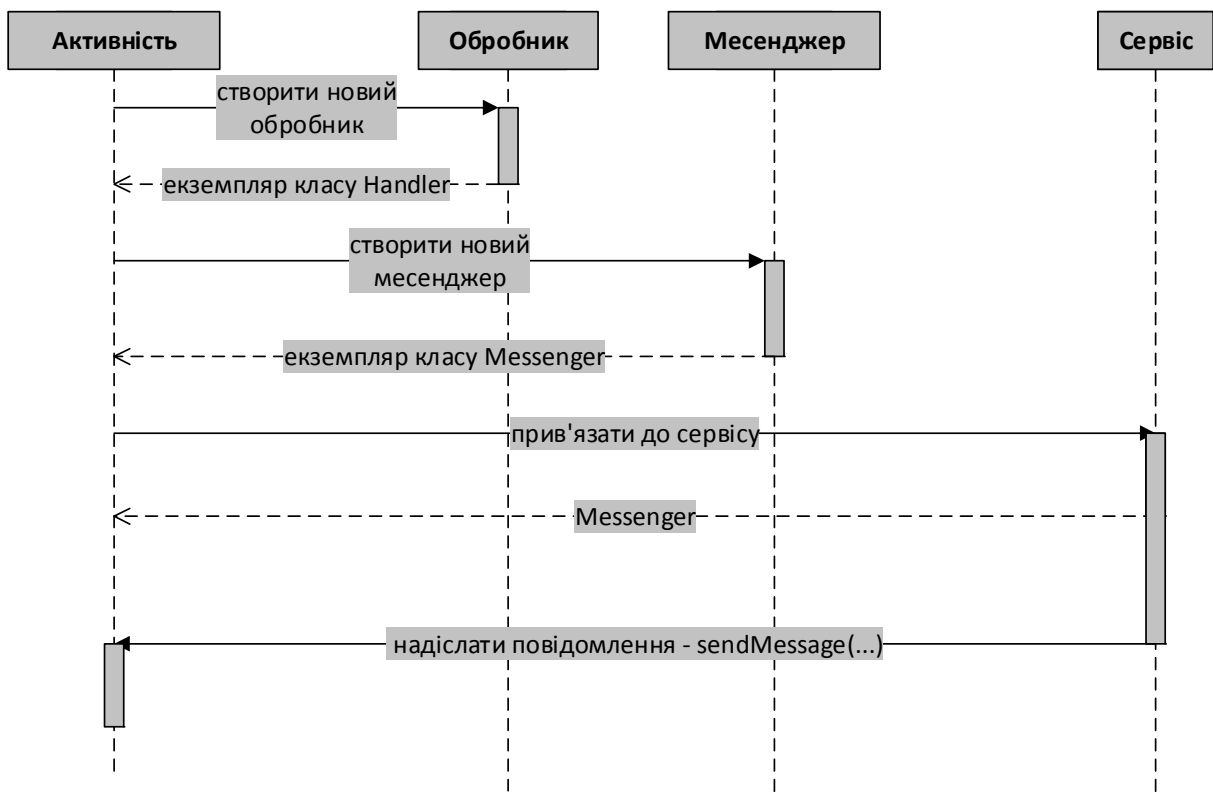 Активність
Обробник
Месенджер
Сервіс
створити новий
обробник
екземпляр класу Handler
створити новий
месенджер
екземпляр класу Messenger
прив'язати до сервісу
Messenger
надіслати повідомлення - sendMessage(...)